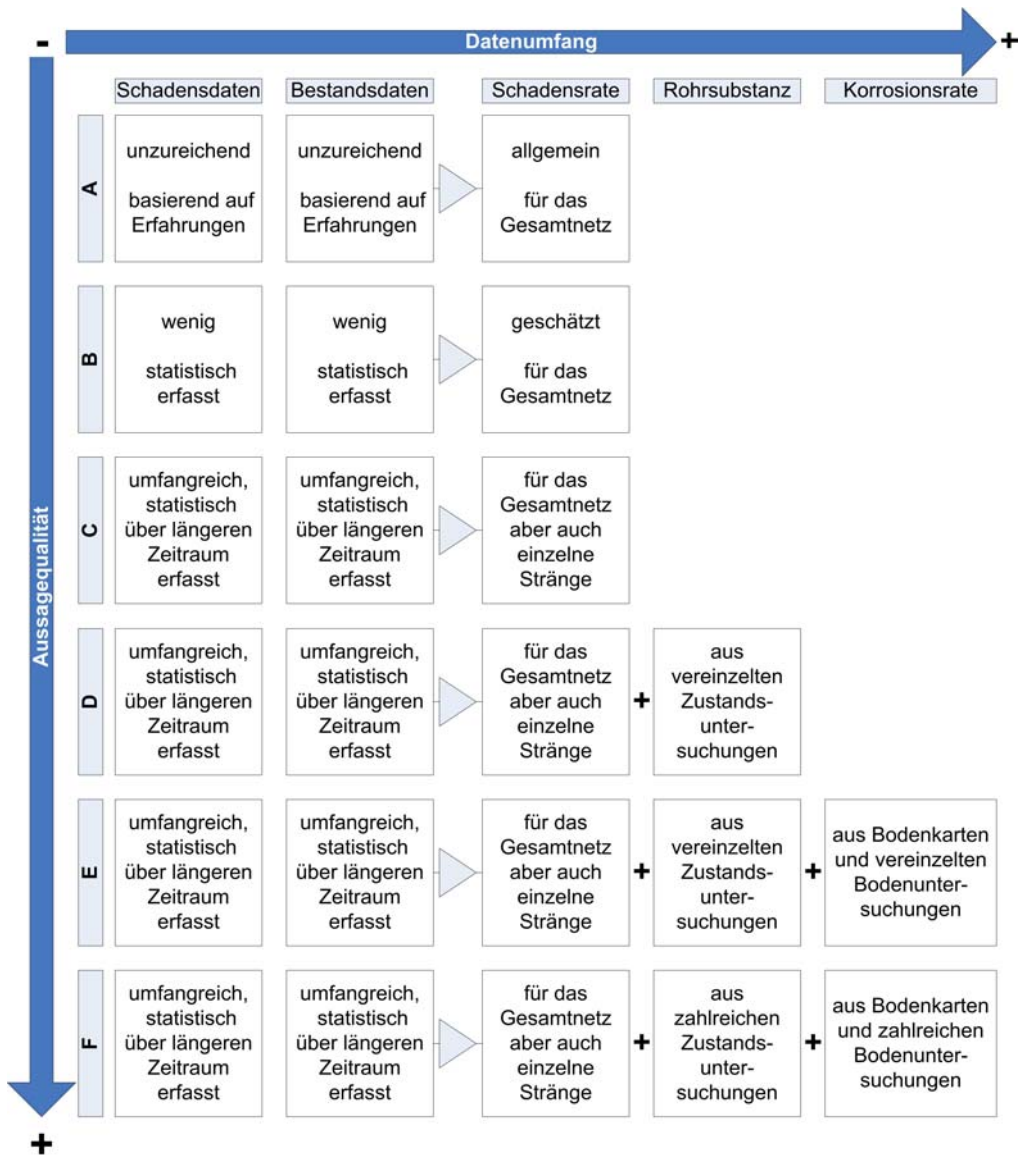 - Datenumfang +
Schadensdaten Bestandsdaten Schadensrate Rohrsubstanz Korrosionsrate
Aussagequalität
+
A
unzureichend
basierend auf
Erfahrungen
unzureichend
basierend auf
Erfahrungen
allgemein
für das
Gesamtnetz
B
wenig
statistisch
erfasst
wenig
statistisch
erfasst
geschätzt
für das
Gesamtnetz
C
umfangreich,
statistisch
über längeren
Zeitraum
erfasst
umfangreich,
statistisch
über längeren
Zeitraum
erfasst
für das
Gesamtnetz
aber auch
einzelne
Stränge
D
umfangreich,
statistisch
über längeren
Zeitraum
erfasst
umfangreich,
statistisch
über längeren
Zeitraum
erfasst
für das
Gesamtnetz
aber auch
einzelne
Stränge
+
aus
vereinzelten
Zustands-
unter-
suchungen
E
umfangreich,
statistisch
über längeren
Zeitraum
erfasst
umfangreich,
statistisch
über längeren
Zeitraum
erfasst
für das
Gesamtnetz
aber auch
einzelne
Stränge
+
aus
vereinzelten
Zustands-
unter-
suchungen
+
aus Bodenkarten
und vereinzelten
Bodenunter-
suchungen
F
umfangreich,
statistisch
über längeren
Zeitraum
erfasst
umfangreich,
statistisch
über längeren
Zeitraum
erfasst
für das
Gesamtnetz
aber auch
einzelne
Stränge
+
aus
zahlreichen
Zustands-
unter-
suchungen
+
aus Bodenkarten
und zahlreichen
Bodenunter-
suchungen